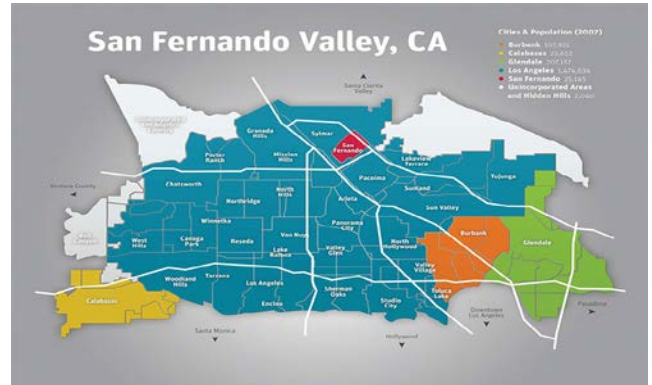 San Fernando Valley, CA
Cities & Population (2007)
Burbank
Calabasas
Glendale
Los Angeles
San Fernando
Unincorporated Areas
and Hidden Hills
Santa Clarita
Valley
Granada
Hills
Sylmar
San
Fernando
Porter
Ranch
Mission
Hills
Lakeview
Terrace
Ventura County
Chatsworth
Pacoima
Tujunga
Sunland
Northridge
North
Hills
Arleta
Sun Valley
Winnetka
Panorama
City
West
Hills
Canoga
Park
Reseda
Van Nuys
North
Hollywood
Burbank
Glendale
Lake
Balboa
Valley
Glen
Valley
Village
Woodland
Hills
Tarzana
Los Angeles
Encino
Sherman
Oaks
Studio
City
Toluca
Lake
Calabasas
Santa Monica
Hollywood
Downtown
Los Angeles
Pasadena